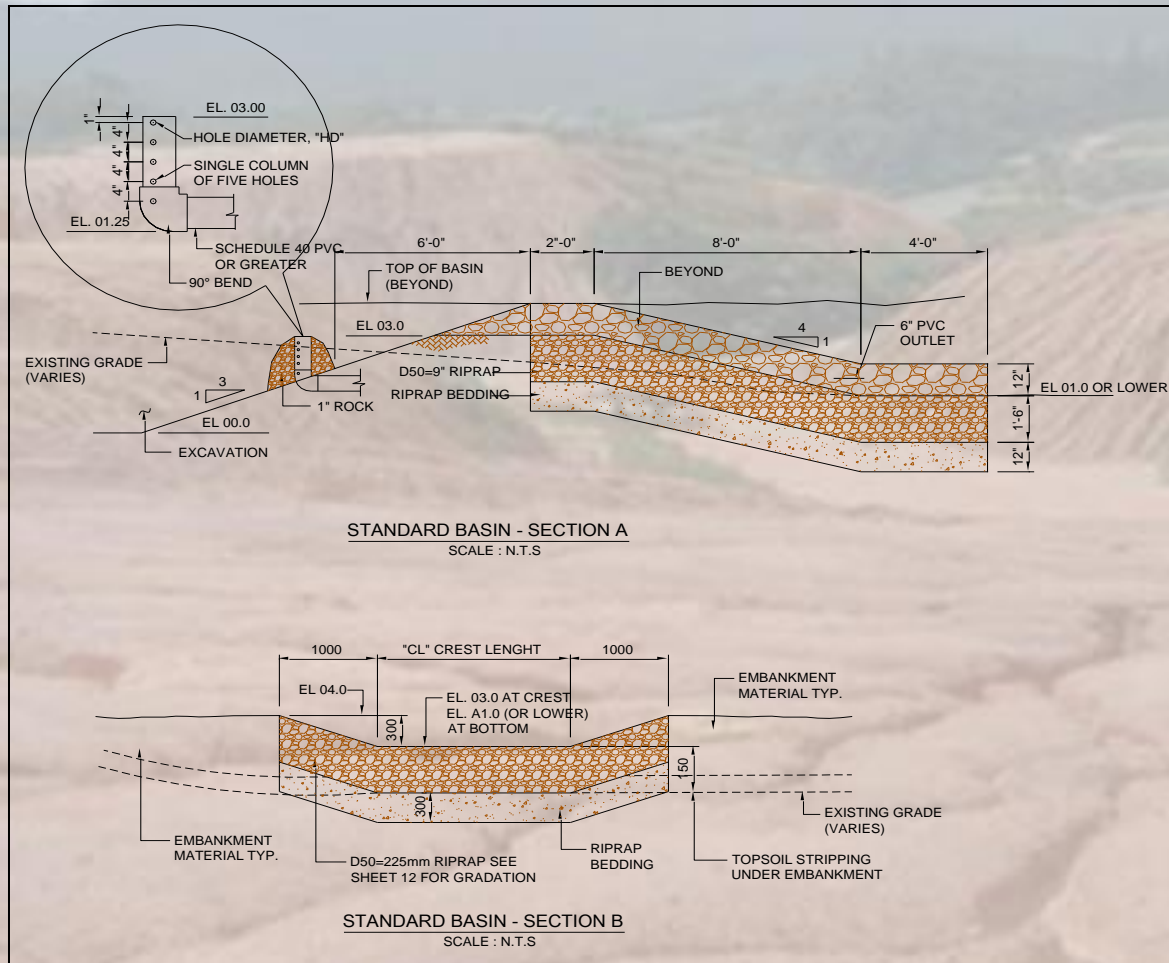 EL. 03.00
1"
4"
4"
4"
4"
HOLE DIAMETER, "HD"
SINGLE COLUMN
OF FIVE HOLES
EL. 01.25
SCHEDULE 40 PVC
OR GREATER
90° BEND
6'-0"
2"-0"
8'-0"
4'-0"
TOP OF BASIN
(BEYOND)
BEYOND
EL 03.0
4
1
6" PVC
OUTLET
EXISTING GRADE
(VARIES)
D50=9" RIPRAP
RIPRAP BEDDING
12"
EL 01.0 OR LOWER
1'-6"
12"
3
1
1" ROCK
EL 00.0
EXCAVATION
STANDARD BASIN - SECTION A
SCALE : N.T.S
1000
"CL" CREST LENGHT
1000
EL 04.0
EL. 03.0 AT CREST
EL. A1.0 (OR LOWER)
AT BOTTOM
EMBANKMENT
MATERIAL TYP.
300
150
300
EXISTING GRADE
(VARIES)
EMBANKMENT
MATERIAL TYP.
D50=225mm RIPRAP SEE
SHEET 12 FOR GRADATION
RIPRAP
BEDDING
TOPSOIL STRIPPING
UNDER EMBANKMENT
STANDARD BASIN - SECTION B
SCALE : N.T.S